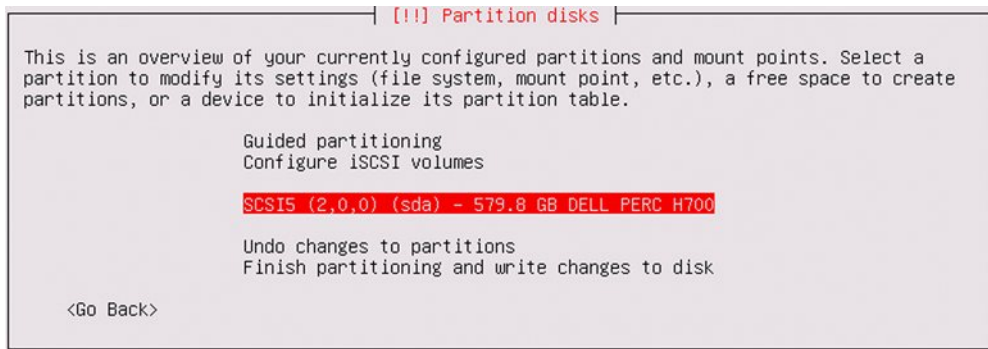 [!!] Partition disks
This is an overview of your currently configured partitions and mount points. Select a
partition to modify its settings (file system, mount point, etc.), a free space to create
partitions, or a device to initialize its partition table.
Guided partitioning
Configure iSCSI volumes
SCSI5 (2,0,0) (sda) - 579.8 GB DELL PERC H700
Undo changes to partitions
Finish partitioning and write changes to disk
<Go Back>